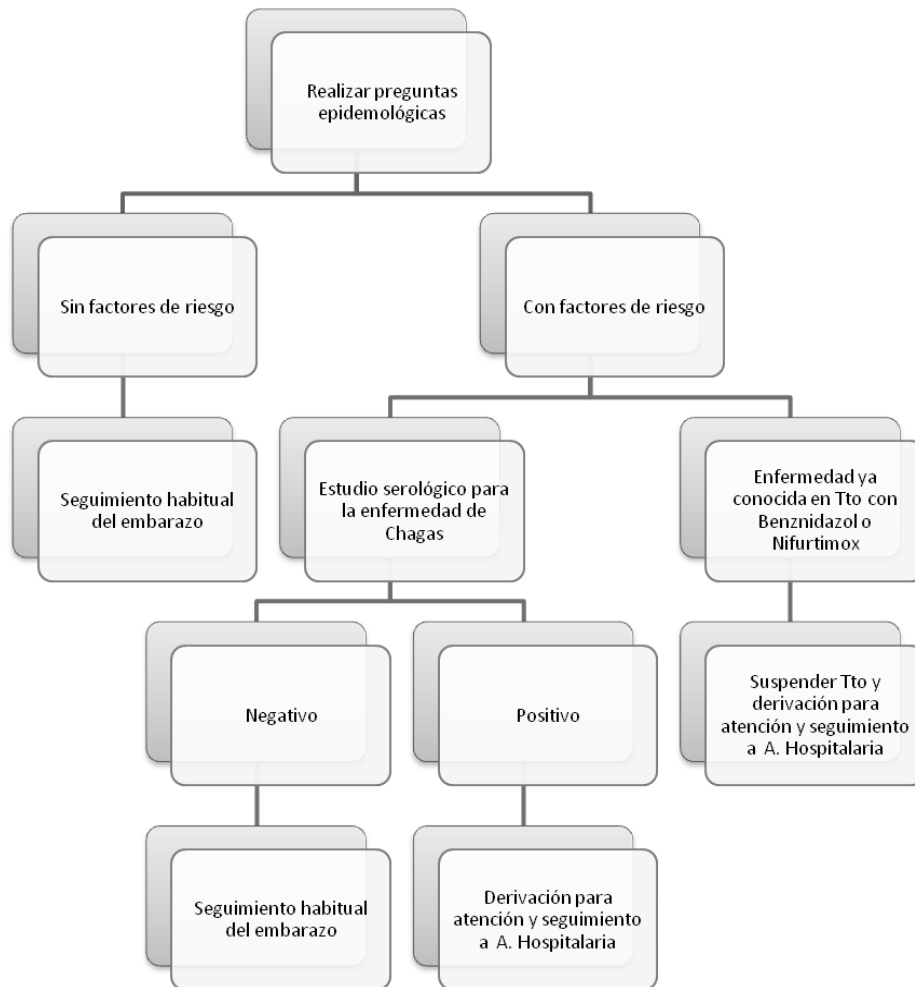 Realizar preguntas
epidemológicas
Sin factores de riesgo
Con factores de riesgo
Seguimiento habitual
del embarazo
Estudio serológico para
la enfermedad de
Chagas
Enfermedad ya
conocida en Tto con
Benznidazol o
Nifurtimox
Negativo
Positivo
Suspender Tto y
derivación para
atención y seguimiento
a A. Hospitalaria
Seguimiento habitual
del embarazo
Derivación para
atención y seguimiento
a A. Hospitalaria